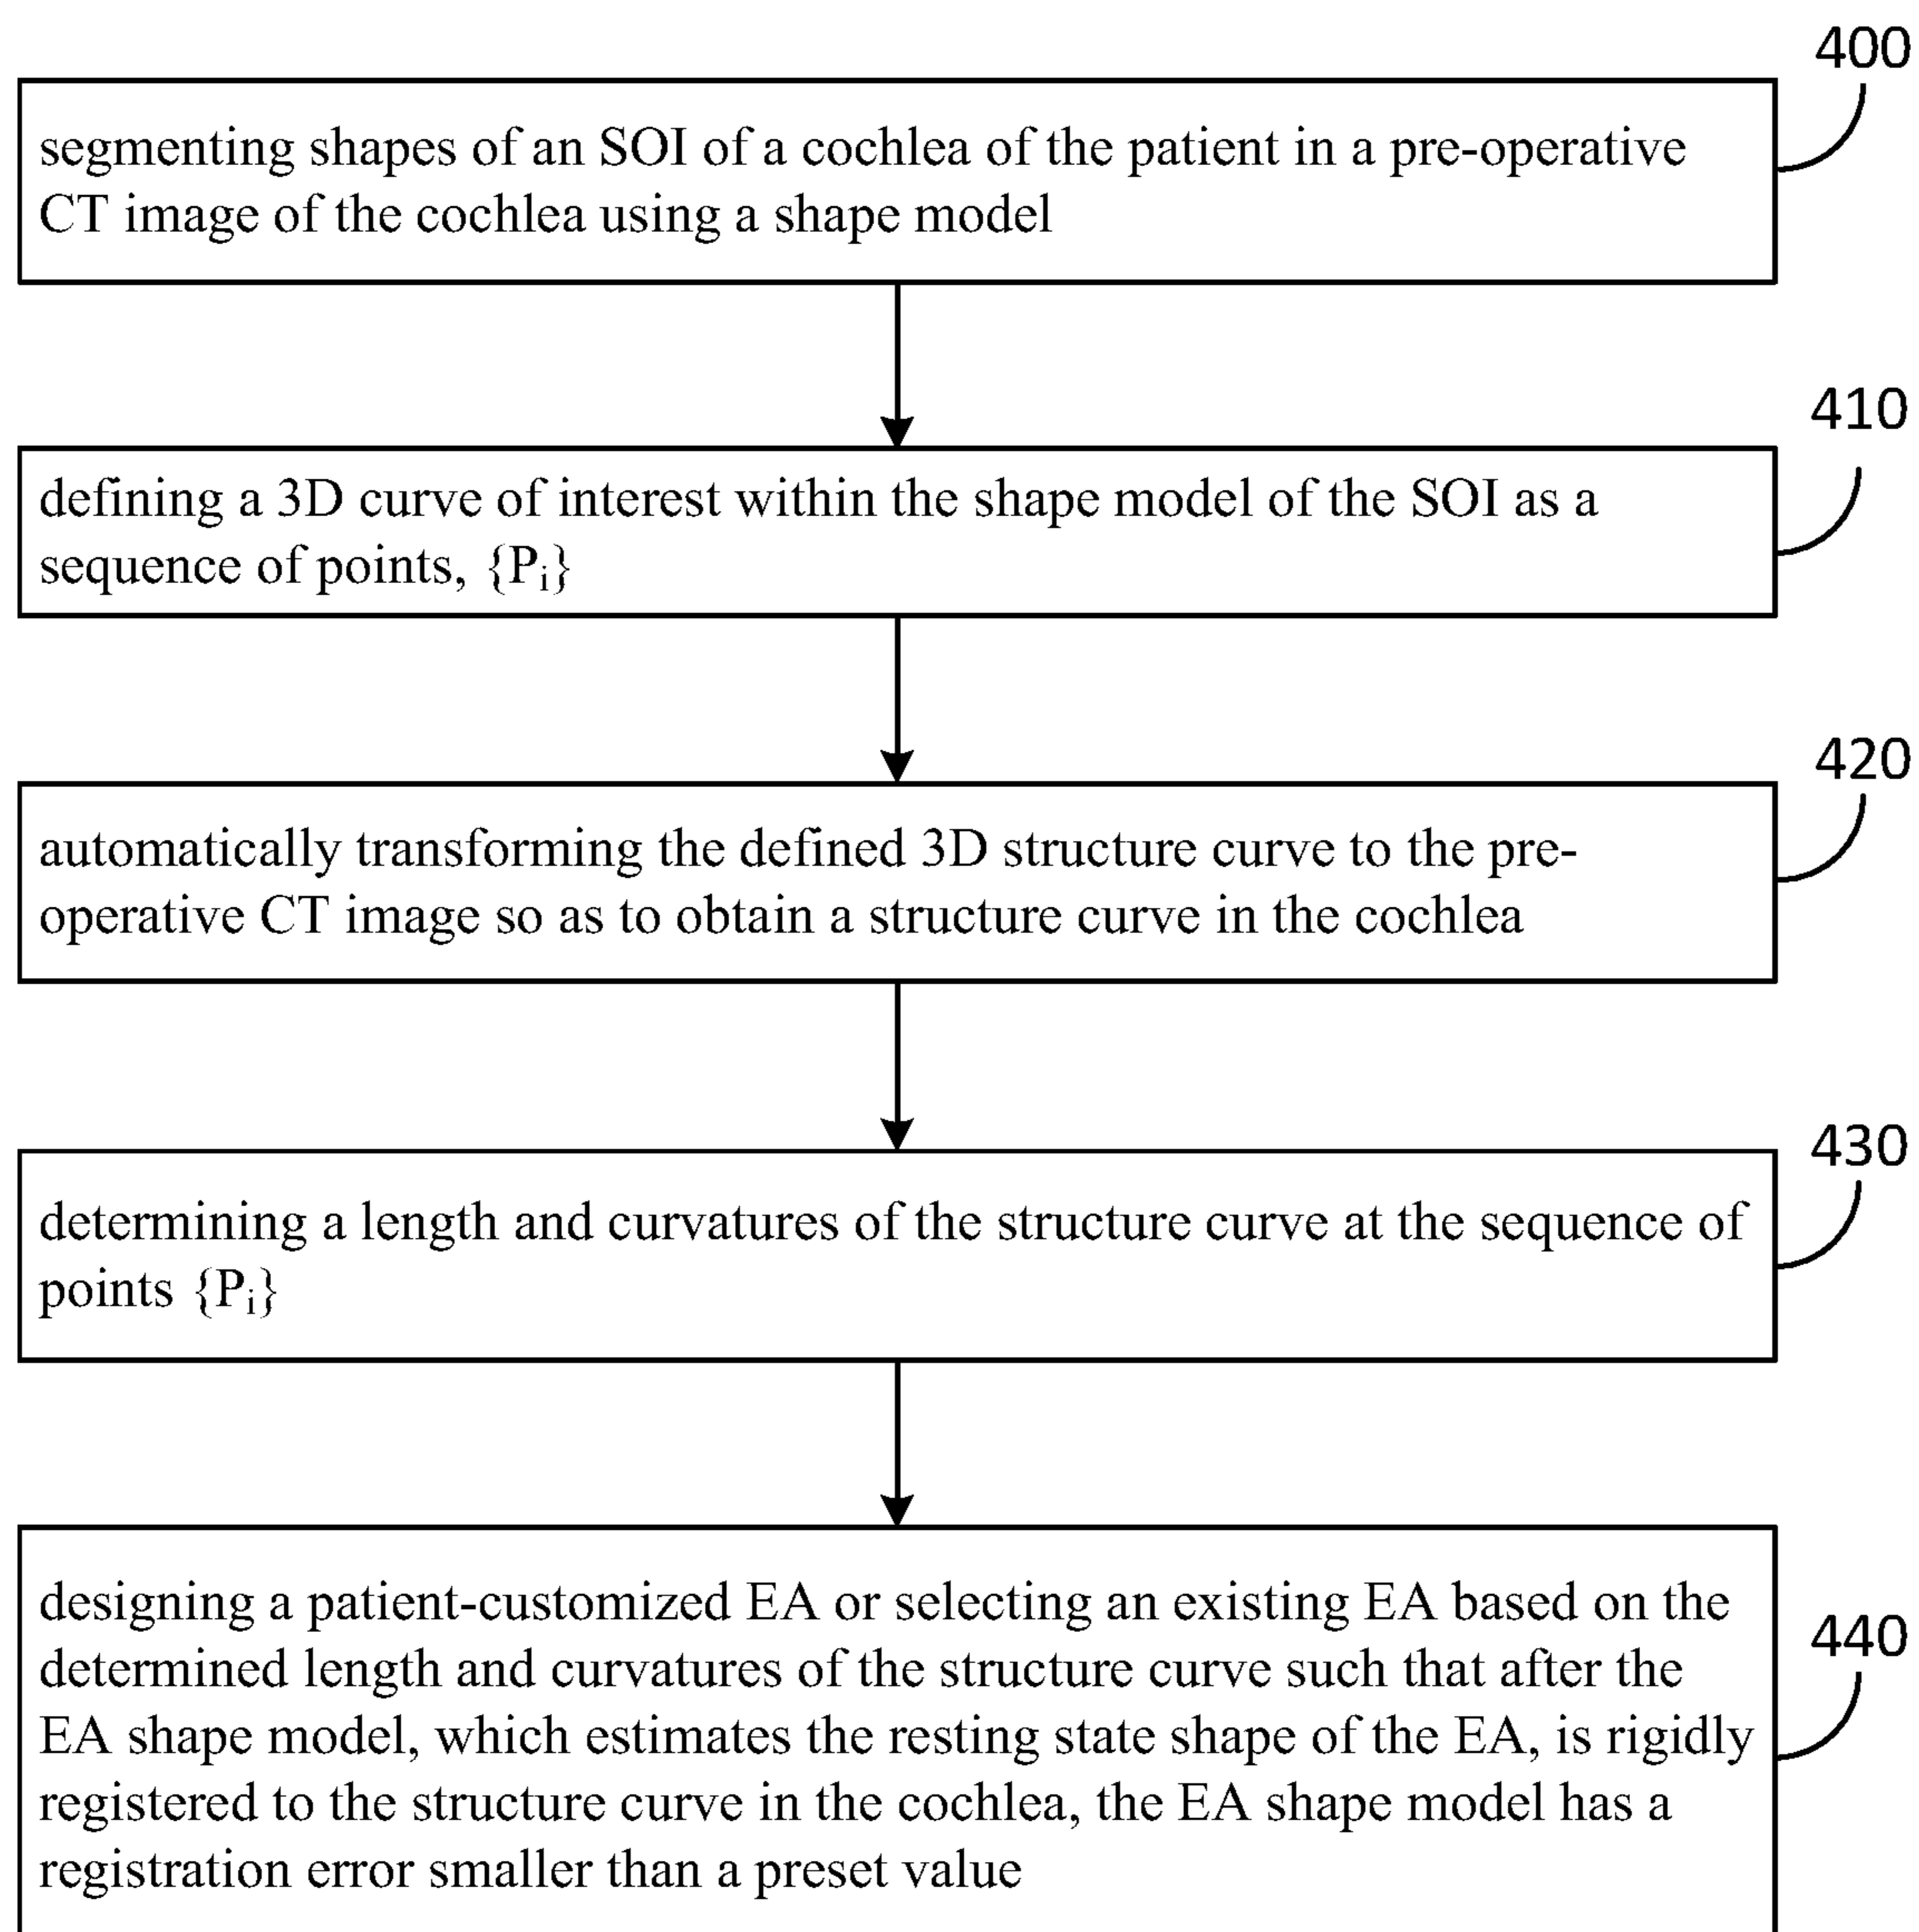 400
segmenting shapes of an SOI of a cochlea of the patient in a pre-operative
CT image of the cochlea using a shape model
410
defining a 3D curve of interest within the shape model of the SOI as a
sequence of points, {Pᵢ}
420
automatically transforming the defined 3D structure curve to the pre-
operative CT image so as to obtain a structure curve in the cochlea
430
determining a length and curvatures of the structure curve at the sequence of
points {Pᵢ}
440
designing a patient-customized EA or selecting an existing EA based on the
determined length and curvatures of the structure curve such that after the
EA shape model, which estimates the resting state shape of the EA, is rigidly
registered to the structure curve in the cochlea, the EA shape model has a
registration error smaller than a preset value